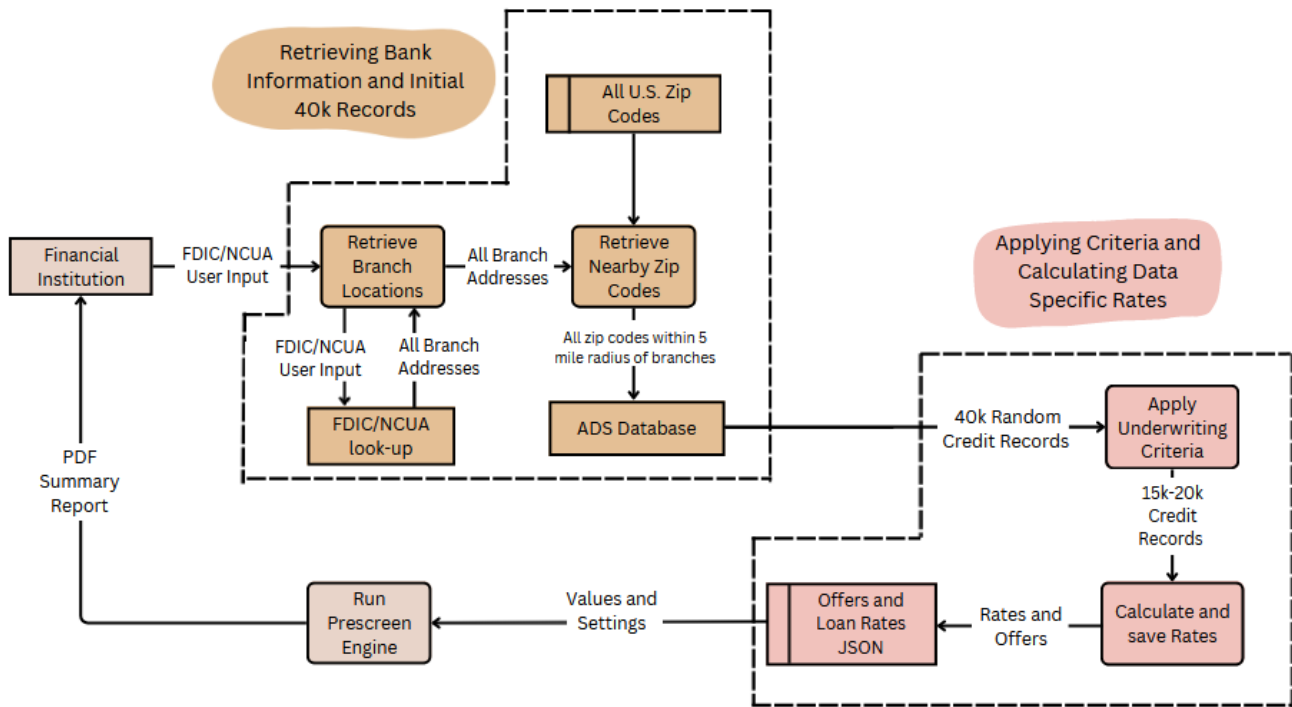 Retrieving Bank
Information and Initial
40k Records
All U.S. Zip
Codes
Financial
Institution
FDIC/NCUA
User Input
Retrieve
Branch
Locations
All Branch
Addresses
Retrieve
Nearby Zip
Codes
Applying Criteria and
Calculating Data
Specific Rates
FDIC/NCUA
User Input
All Branch
Addresses
All zip codes within 5
mile radius of branches
FDIC/NCUA
look-up
ADS Database
40k Random
Credit Records
Apply
Underwriting
Criteria
PDF
Summary
Report
15k-20k
Credit
Records
Run
Prescreen
Engine
Values and
Settings
Offers and
Loan Rates
JSON
Rates and
Offers
Calculate and
save Rates